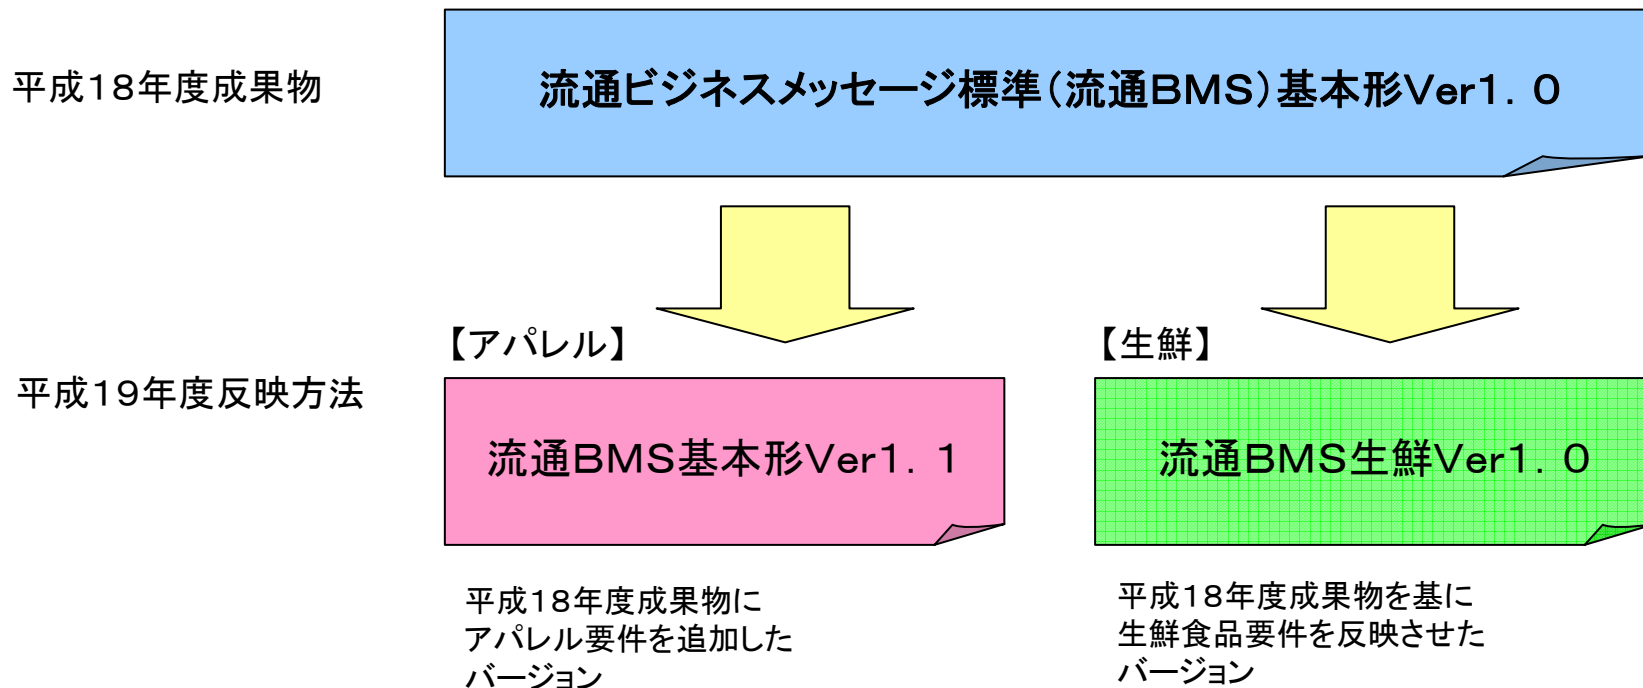 平成１８年度成果物
流通ビジネスメッセージ標準（流通ＢＭＳ）基本形Ver１．０
【アパレル】
【生鮮】
平成１９年度反映方法
流通ＢＭＳ基本形Ver１．１
流通ＢＭＳ生鮮Ver１．０
平成１８年度成果物に
アパレル要件を追加した
バージョン
平成１８年度成果物を基に
生鮮食品要件を反映させた
バージョン